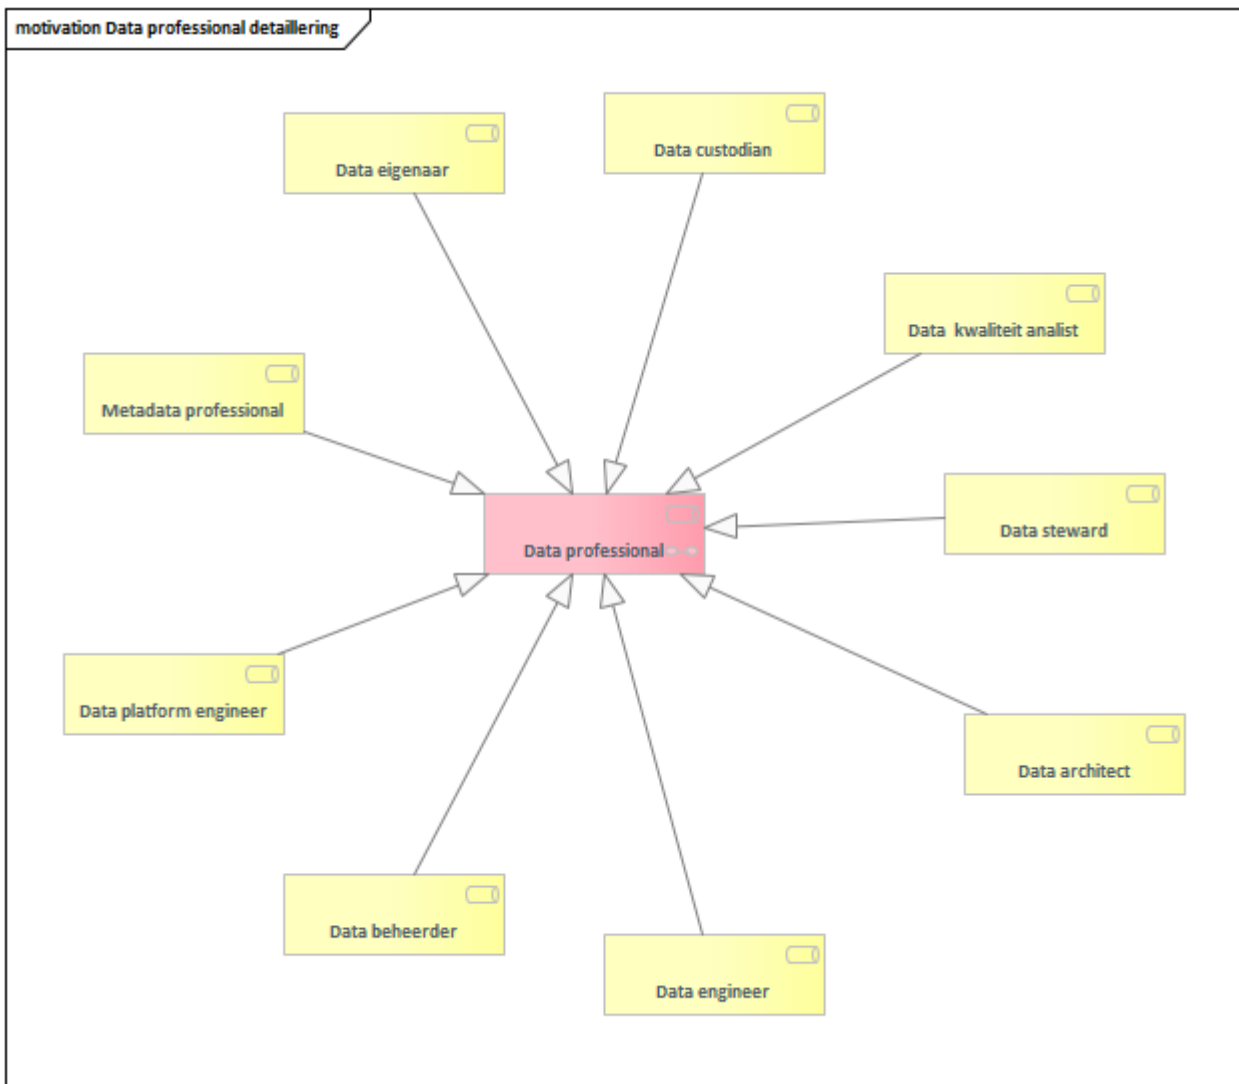 motivation Data professional detaillering
Data custodian
Data eigenaar
Data  kwaliteit analist
Metadata professional
Data steward
Data professional
Data platform engineer
Data architect
Data beheerder
Data engineer